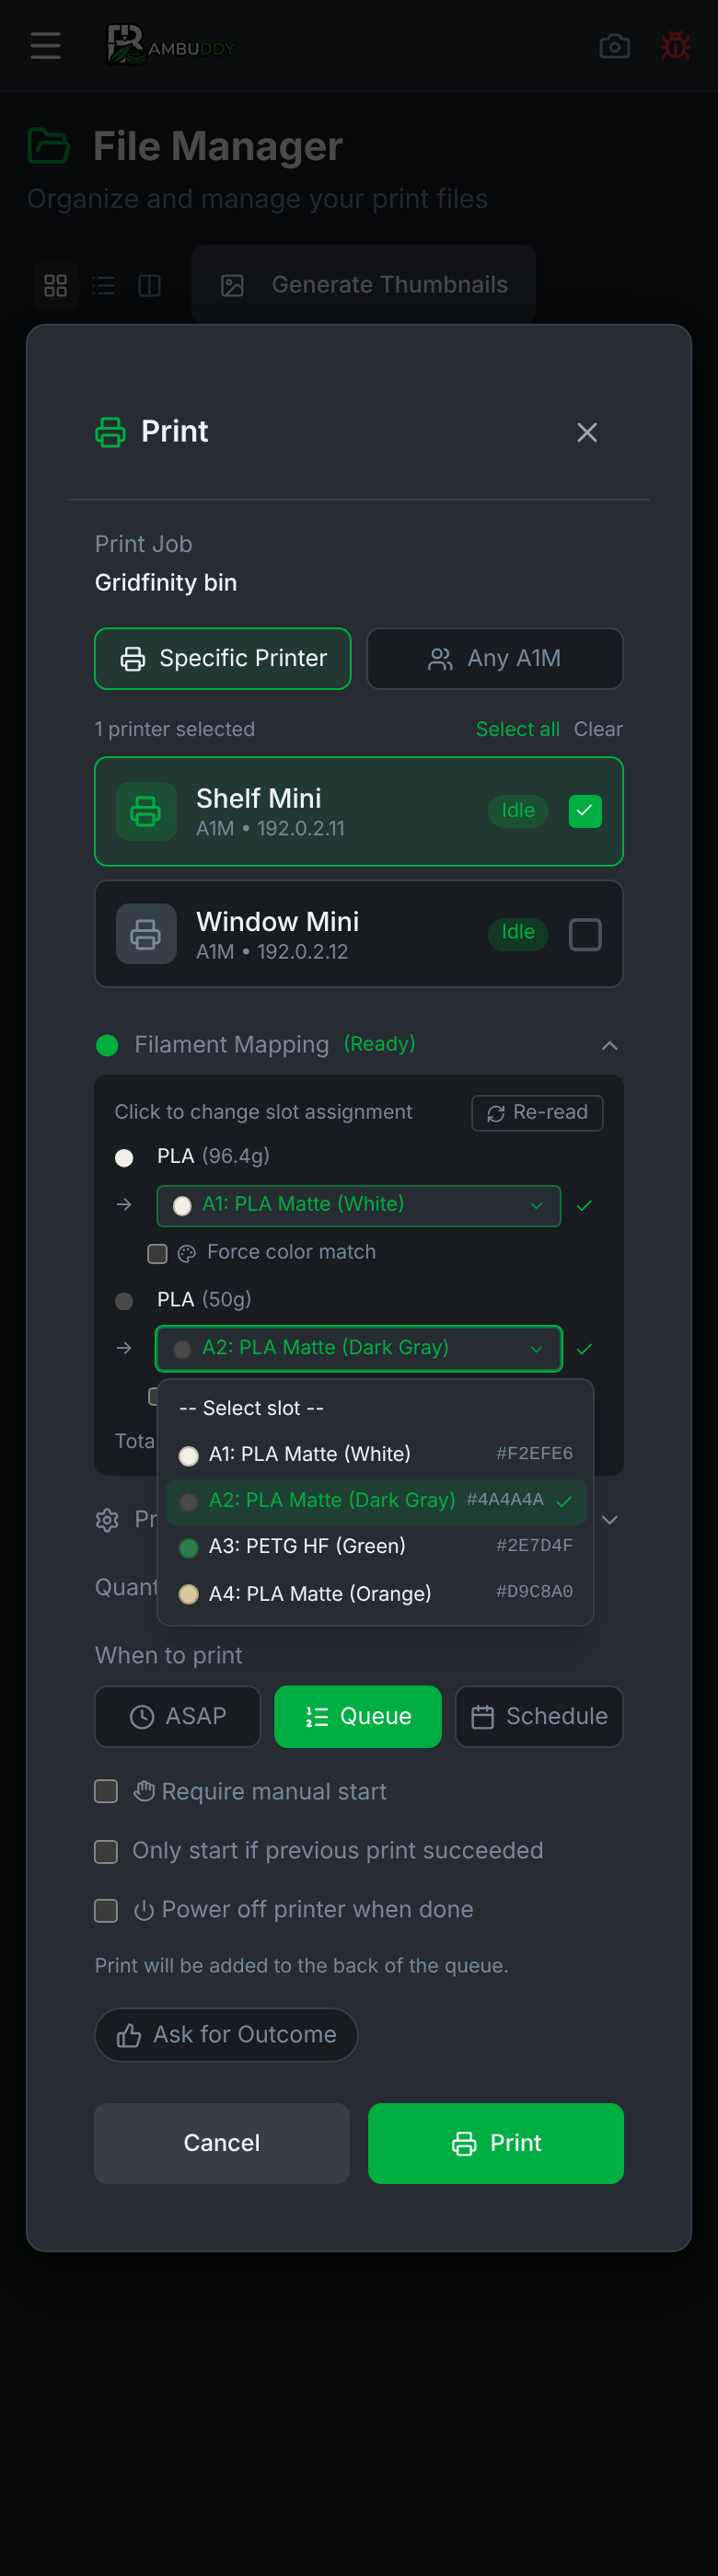 BAMBUDDY
File Manager
Organize and manage your print files
Generate Thumbnails
Print
Print Job
Gridfinity bin
Specific Printer
Any A1M
1 printer selected
Select all Clear
Shelf Mini
A1M • 192.0.2.11
Idle
Window Mini
A1M • 192.0.2.12
Idle
Filament Mapping (Ready)
Click to change slot assignment
Re-read
PLA (96.4g)
→ A1: PLA Matte (White)
Force color match
PLA (50g)
→ A2: PLA Matte (Dark Gray)
-- Select slot --
Tota
A1: PLA Matte (White) #F2EFE6
A2: PLA Matte (Dark Gray) #4A4A4A
Pr
A3: PETG HF (Green) #2E7D4F
Quant
A4: PLA Matte (Orange) #D9C8A0
When to print
ASAP
Queue
Schedule
Require manual start
Only start if previous print succeeded
Power off printer when done
Print will be added to the back of the queue.
Ask for Outcome
Cancel
Print